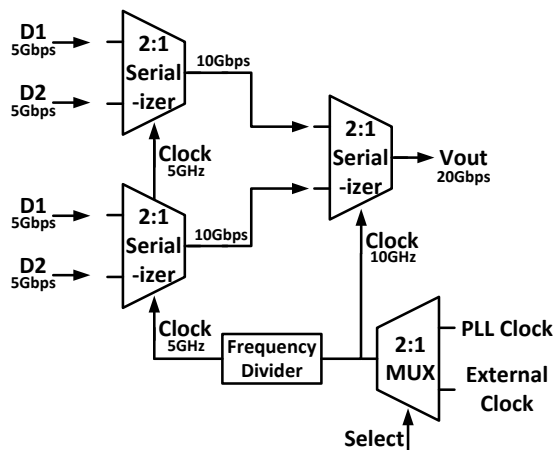 D1
5Gbps
D2
5Gbps
2:1
Serial
-izer
10Gbps
Clock
5GHz
D1
5Gbps
D2
5Gbps
2:1
Serial
-izer
10Gbps
2:1
Serial
-izer
Vout
20Gbps
Clock
10GHz
Clock
5GHz
Frequency
Divider
2:1
MUX
PLL Clock
External
Clock
Select